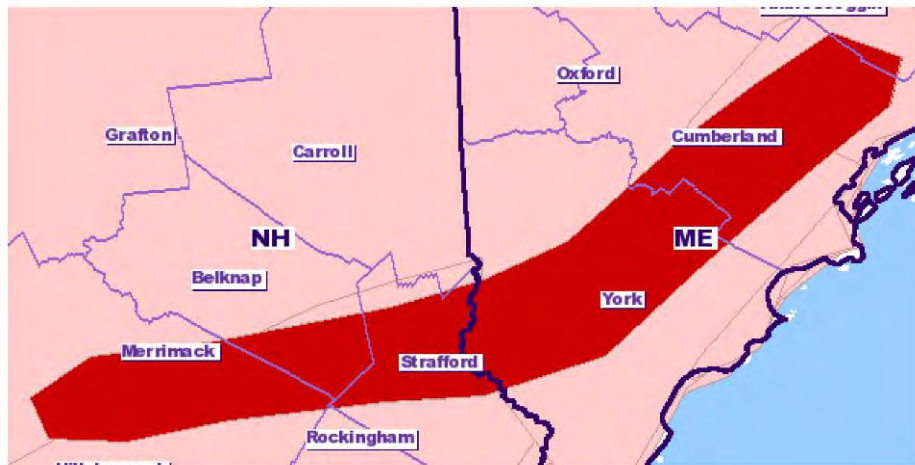 Oxford
Cumberland
Grafton
Carroll
NH
ME
Belknap
York
Merrimack
Strafford
Rockingham